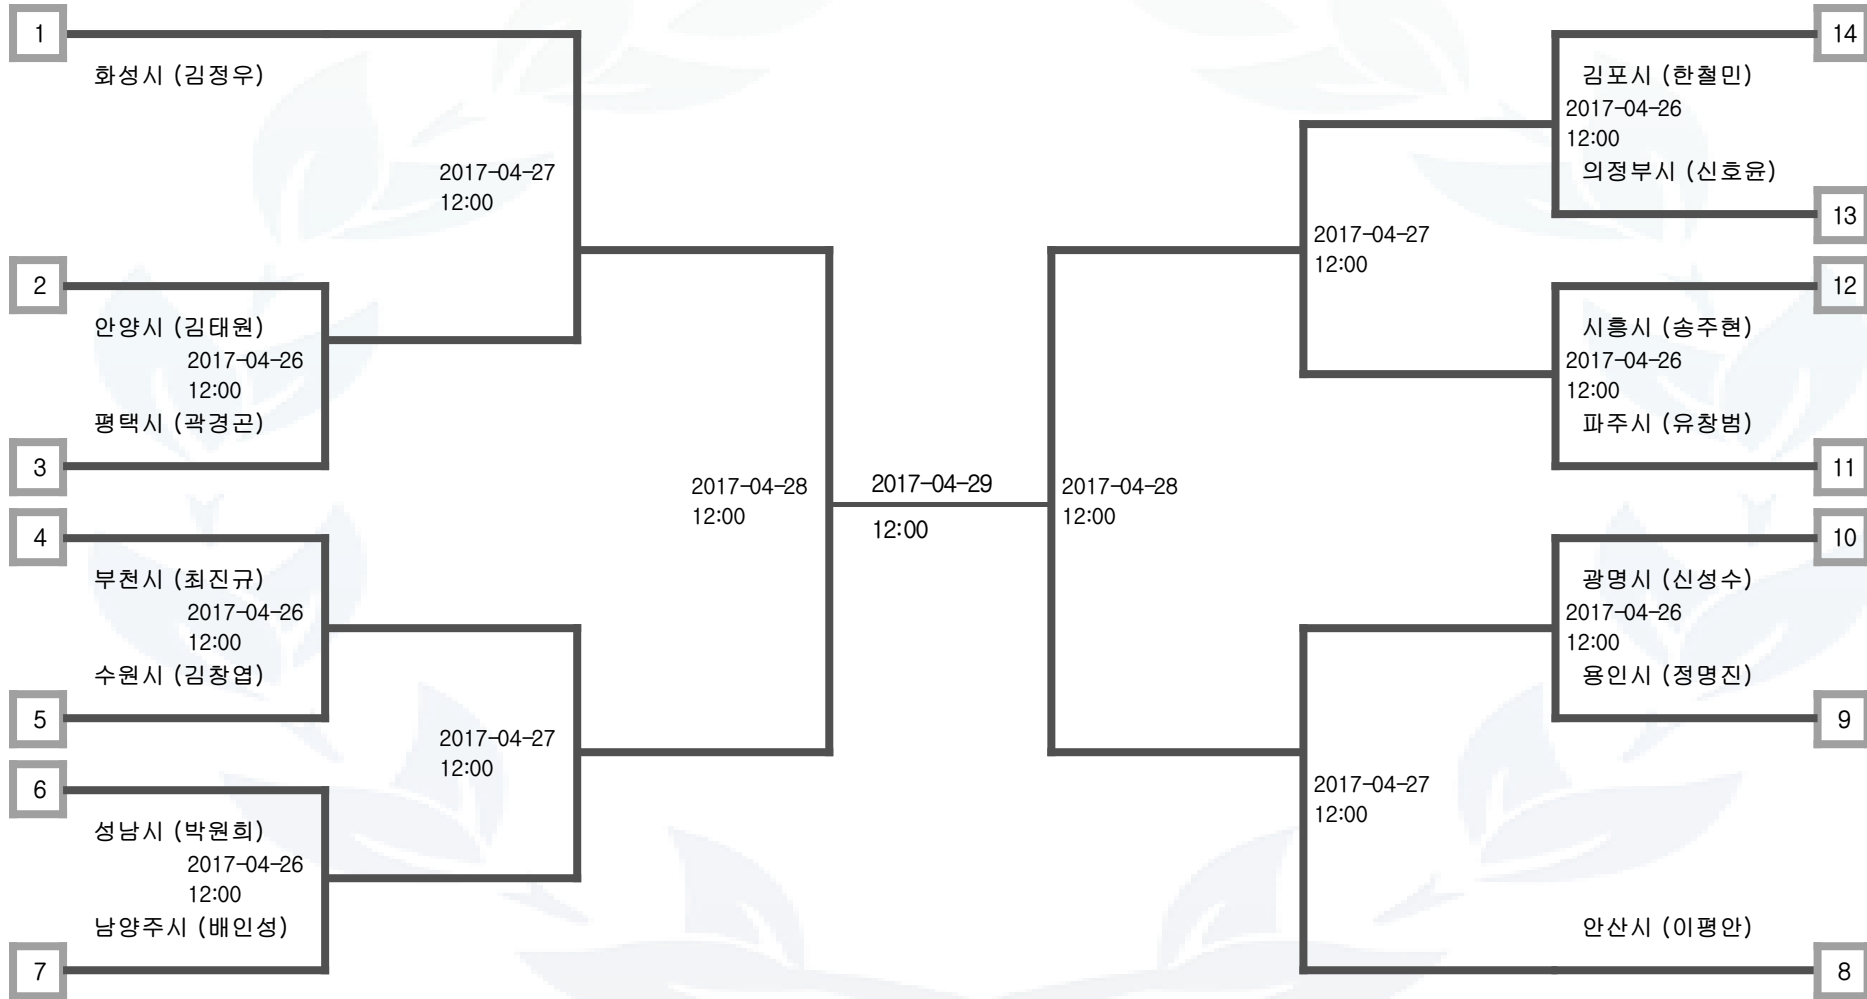 1
화성시 (김정우)
2017-04-27
12:00
2
안양시 (김태원)
2017-04-26
12:00
평택시 (곽경곤)
3
4
부천시 (최진규)
2017-04-26
12:00
수원시 (김창엽)
5
2017-04-27
12:00
6
성남시 (박원희)
2017-04-26
12:00
남양주시 (배인성)
7
2017-04-28
12:00
2017-04-29
12:00
2017-04-28
12:00
14
김포시 (한철민)
2017-04-26
12:00
의정부시 (신호윤)
13
2017-04-27
12:00
12
시흥시 (송주현)
2017-04-26
12:00
파주시 (유창범)
11
10
광명시 (신성수)
2017-04-26
12:00
용인시 (정명진)
9
2017-04-27
12:00
안산시 (이평안)
8